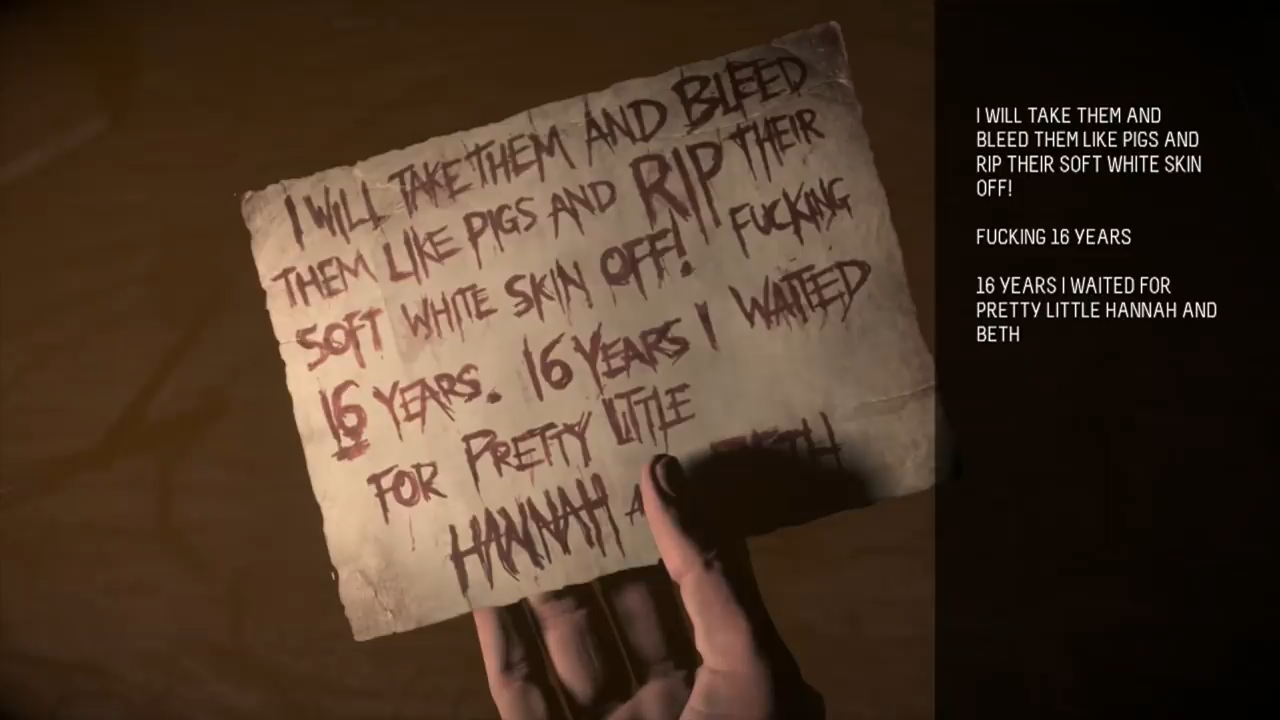 I WILL TAKE THEM AND BLEED
THEM LIKE PIGS AND RIP THEIR
SOFT WHITE SKIN OFF! FUCKING
16 YEARS. 16 YEARS I WAITED
FOR PRETTY LITTLE
HANNAH A BETH
I WILL TAKE THEM AND
BLEED THEM LIKE PIGS AND
RIP THEIR SOFT WHITE SKIN
OFF!
FUCKING 16 YEARS
16 YEARS I WAITED FOR
PRETTY LITTLE HANNAH AND
BETH